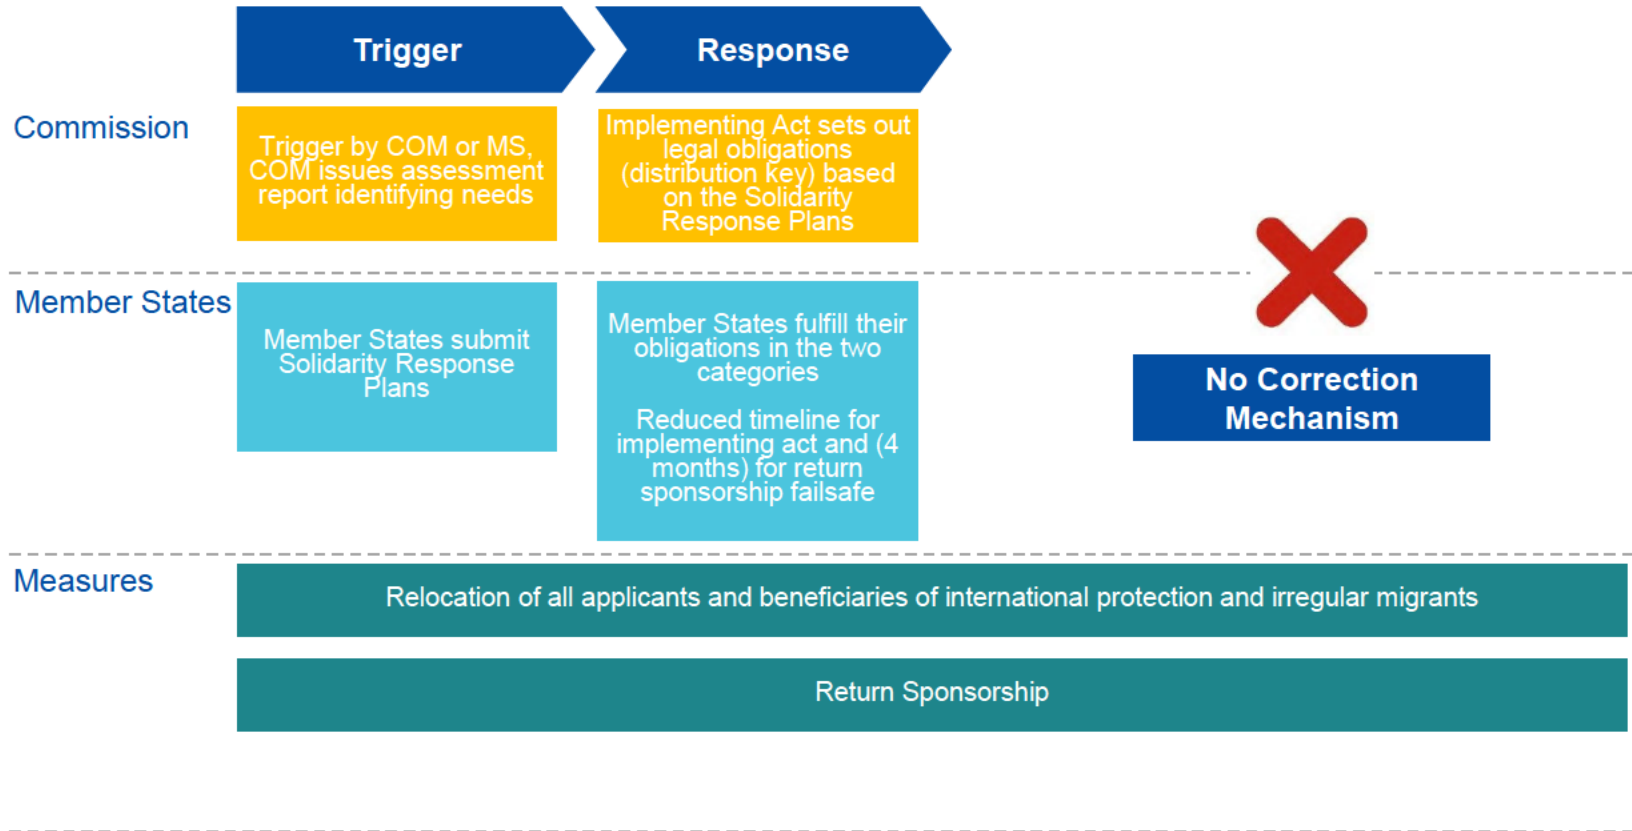 Trigger
Response
Commission
Trigger by COM or MS,
COM issues assessment
report identifying needs
Implementing Act sets out
legal obligations
(distribution key) based
on the Solidarity
Response Plans
Member States
Member States submit
Solidarity Response
Plans
Member States fulfill their
obligations in the two
categories
Reduced timeline for
implementing act and (4
months) for return
sponsorship failsafe
No Correction
Mechanism
Measures
Relocation of all applicants and beneficiaries of international protection and irregular migrants
Return Sponsorship